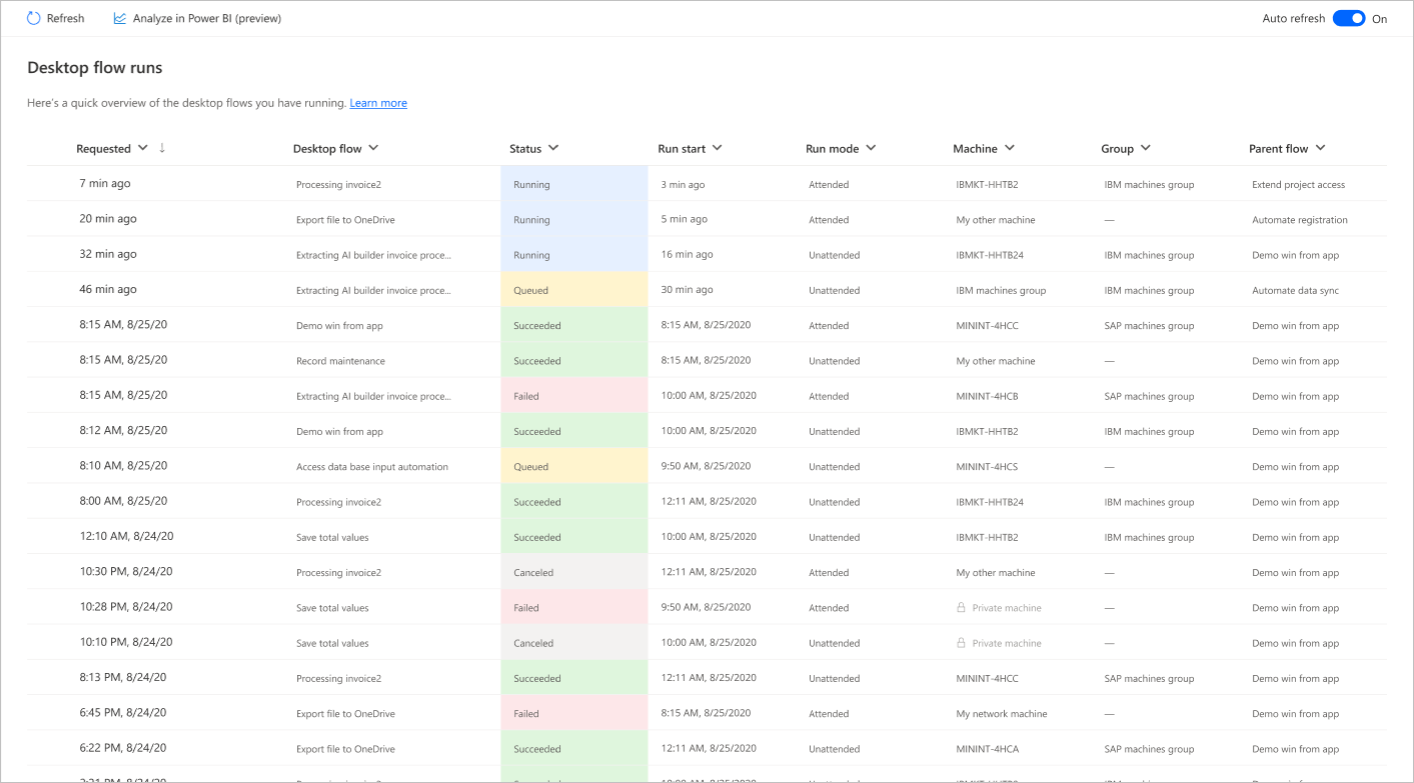 Refresh Analyze in Power BI (preview) Auto refresh On
Desktop flow runs
Here's a quick overview of the desktop flows you have running. Learn more
Requested Desktop flow Status Run start Run mode Machine Group Parent flow
7 min ago Processing invoice2 Running 3 min ago Attended IBMKT-HHTB2 IBM machines group Extend project access
20 min ago Export file to OneDrive Running 5 min ago Attended My other machine — Automate registration
32 min ago Extracting AI builder invoice proce... Running 16 min ago Unattended IBMKT-HHTB24 IBM machines group Demo win from app
46 min ago Extracting AI builder invoice proce... Queued 30 min ago Unattended IBM machines group IBM machines group Automate data sync
8:15 AM, 8/25/20 Demo win from app Succeeded 8:15 AM, 8/25/2020 Attended MININT-4HCC SAP machines group Demo win from app
8:15 AM, 8/25/20 Record maintenance Succeeded 8:15 AM, 8/25/2020 Unattended My other machine — Demo win from app
8:15 AM, 8/25/20 Extracting AI builder invoice proce... Failed 10:00 AM, 8/25/2020 Attended MININT-4HCB SAP machines group Demo win from app
8:12 AM, 8/25/20 Demo win from app Succeeded 10:00 AM, 8/25/2020 Unattended IBMKT-HHTB2 IBM machines group Demo win from app
8:10 AM, 8/25/20 Access data base input automation Queued 9:50 AM, 8/25/2020 Unattended MININT-4HCS — Demo win from app
8:00 AM, 8/25/20 Processing invoice2 Succeeded 12:11 AM, 8/25/2020 Unattended IBMKT-HHTB24 IBM machines group Demo win from app
12:10 AM, 8/24/20 Save total values Succeeded 10:00 AM, 8/25/2020 Unattended IBMKT-HHTB2 IBM machines group Demo win from app
10:30 PM, 8/24/20 Processing invoice2 Canceled 12:11 AM, 8/25/2020 Attended My other machine — Demo win from app
10:28 PM, 8/24/20 Save total values Failed 9:50 AM, 8/25/2020 Attended Private machine — Demo win from app
10:10 PM, 8/24/20 Save total values Canceled 10:00 AM, 8/25/2020 Unattended Private machine — Demo win from app
8:13 PM, 8/24/20 Processing invoice2 Succeeded 12:11 AM, 8/25/2020 Unattended MININT-4HCC SAP machines group Demo win from app
6:45 PM, 8/24/20 Export file to OneDrive Failed 8:15 AM, 8/25/2020 Attended My network machine — Demo win from app
6:22 PM, 8/24/20 Export file to OneDrive Succeeded 12:11 AM, 8/25/2020 Unattended MININT-4HCA SAP machines group Demo win from app